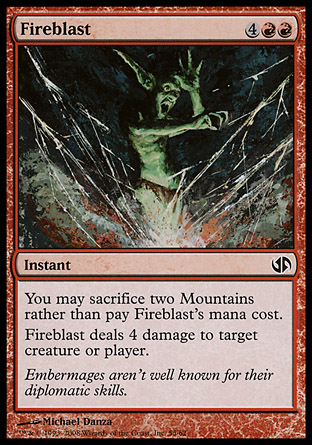 Fireblast 4
Instant
You may sacrifice two Mountains
rather than pay Fireblast's mana cost.
Fireblast deals 4 damage to target
creature or player.
Embermages aren't well known for their
diplomatic skills.
Michael Danza